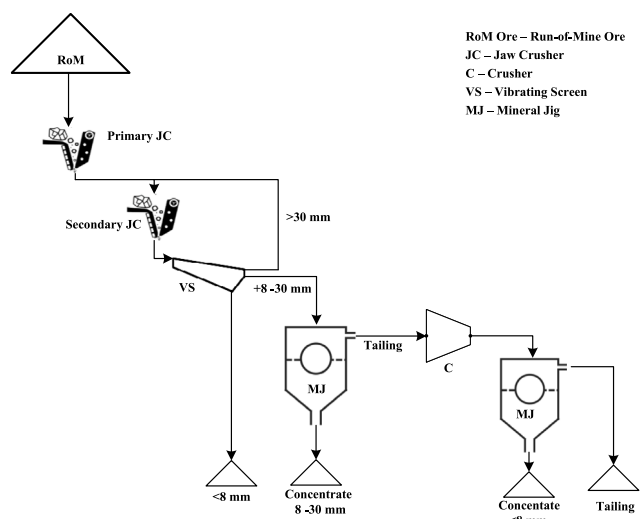 RoM
RoM Ore – Run-of-Mine Ore
JC – Jaw Crusher
C – Crusher
VS – Vibrating Screen
MJ – Mineral Jig
Primary JC
Secondary JC
>30 mm
VS
+8 -30 mm
Tailing
C
MJ
MJ
<8 mm
Concentrate
8 -30 mm
Concentate
<8 mm
Tailing